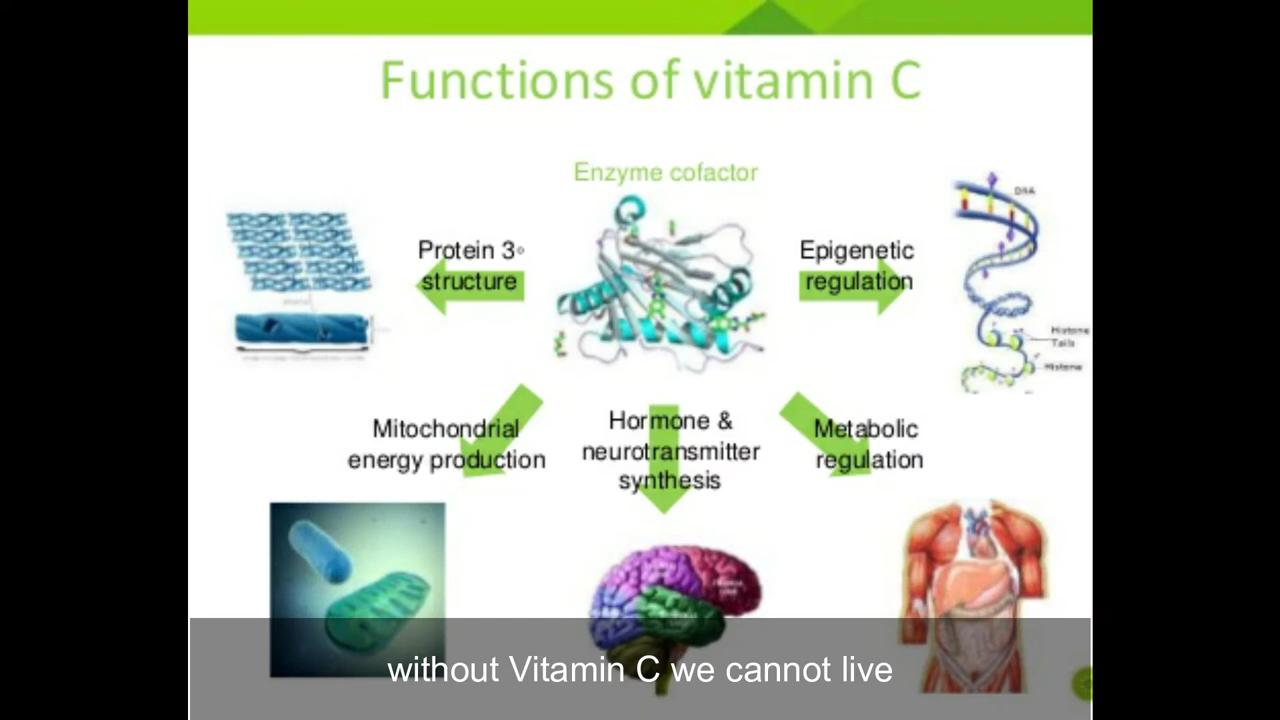 Functions of vitamin C
Enzyme cofactor
DNA
Protein 3°
structure
Epigenetic
regulation
Histone
Tails
Histone
Mitochondrial
energy production
Hormone &
neurotransmitter
synthesis
Metabolic
regulation
without Vitamin C we cannot live